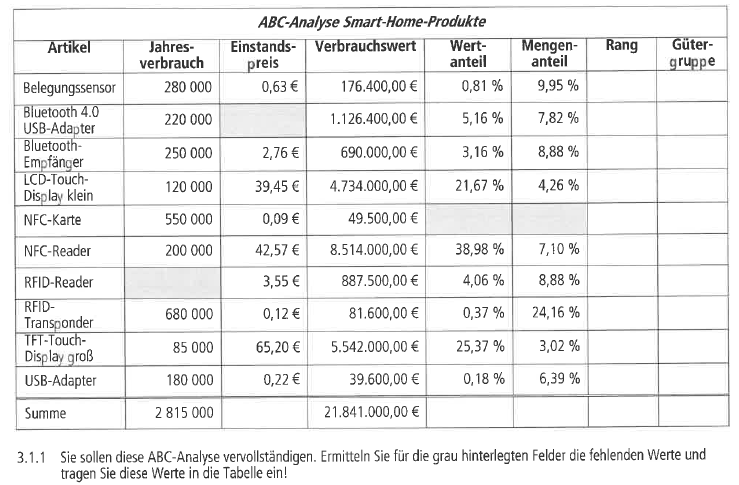 ABC-Analyse Smart-Home-Produkte
Artikel Jahres-verbrauch Einstands-preis Verbrauchswert Wert-anteil Mengen-anteil Rang Güter-gruppe
Belegungssensor 280 000 0,63 € 176.400,00 € 0,81 % 9,95 %
Bluetooth 4.0
USB-Adapter 220 000 1.126.400,00 € 5,16 % 7,82 %
Bluetooth-
Empfänger 250 000 2,76 € 690.000,00 € 3,16 % 8,88 %
LCD-Touch-
Display klein 120 000 39,45 € 4.734.000,00 € 21,67 % 4,26 %
NFC-Karte 550 000 0,09 € 49.500,00 €
NFC-Reader 200 000 42,57 € 8.514.000,00 € 38,98 % 7,10 %
RFID-Reader 3,55 € 887.500,00 € 4,06 % 8,88 %
RFID-
Transponder 680 000 0,12 € 81.600,00 € 0,37 % 24,16 %
TFT-Touch-
Display groß 85 000 65,20 € 5.542.000,00 € 25,37 % 3,02 %
USB-Adapter 180 000 0,22 € 39.600,00 € 0,18 % 6,39 %
Summe 2 815 000 21.841.000,00 €
3.1.1 Sie sollen diese ABC-Analyse vervollständigen. Ermitteln Sie für die grau hinterlegten Felder die fehlenden Werte und
tragen Sie diese Werte in die Tabelle ein!